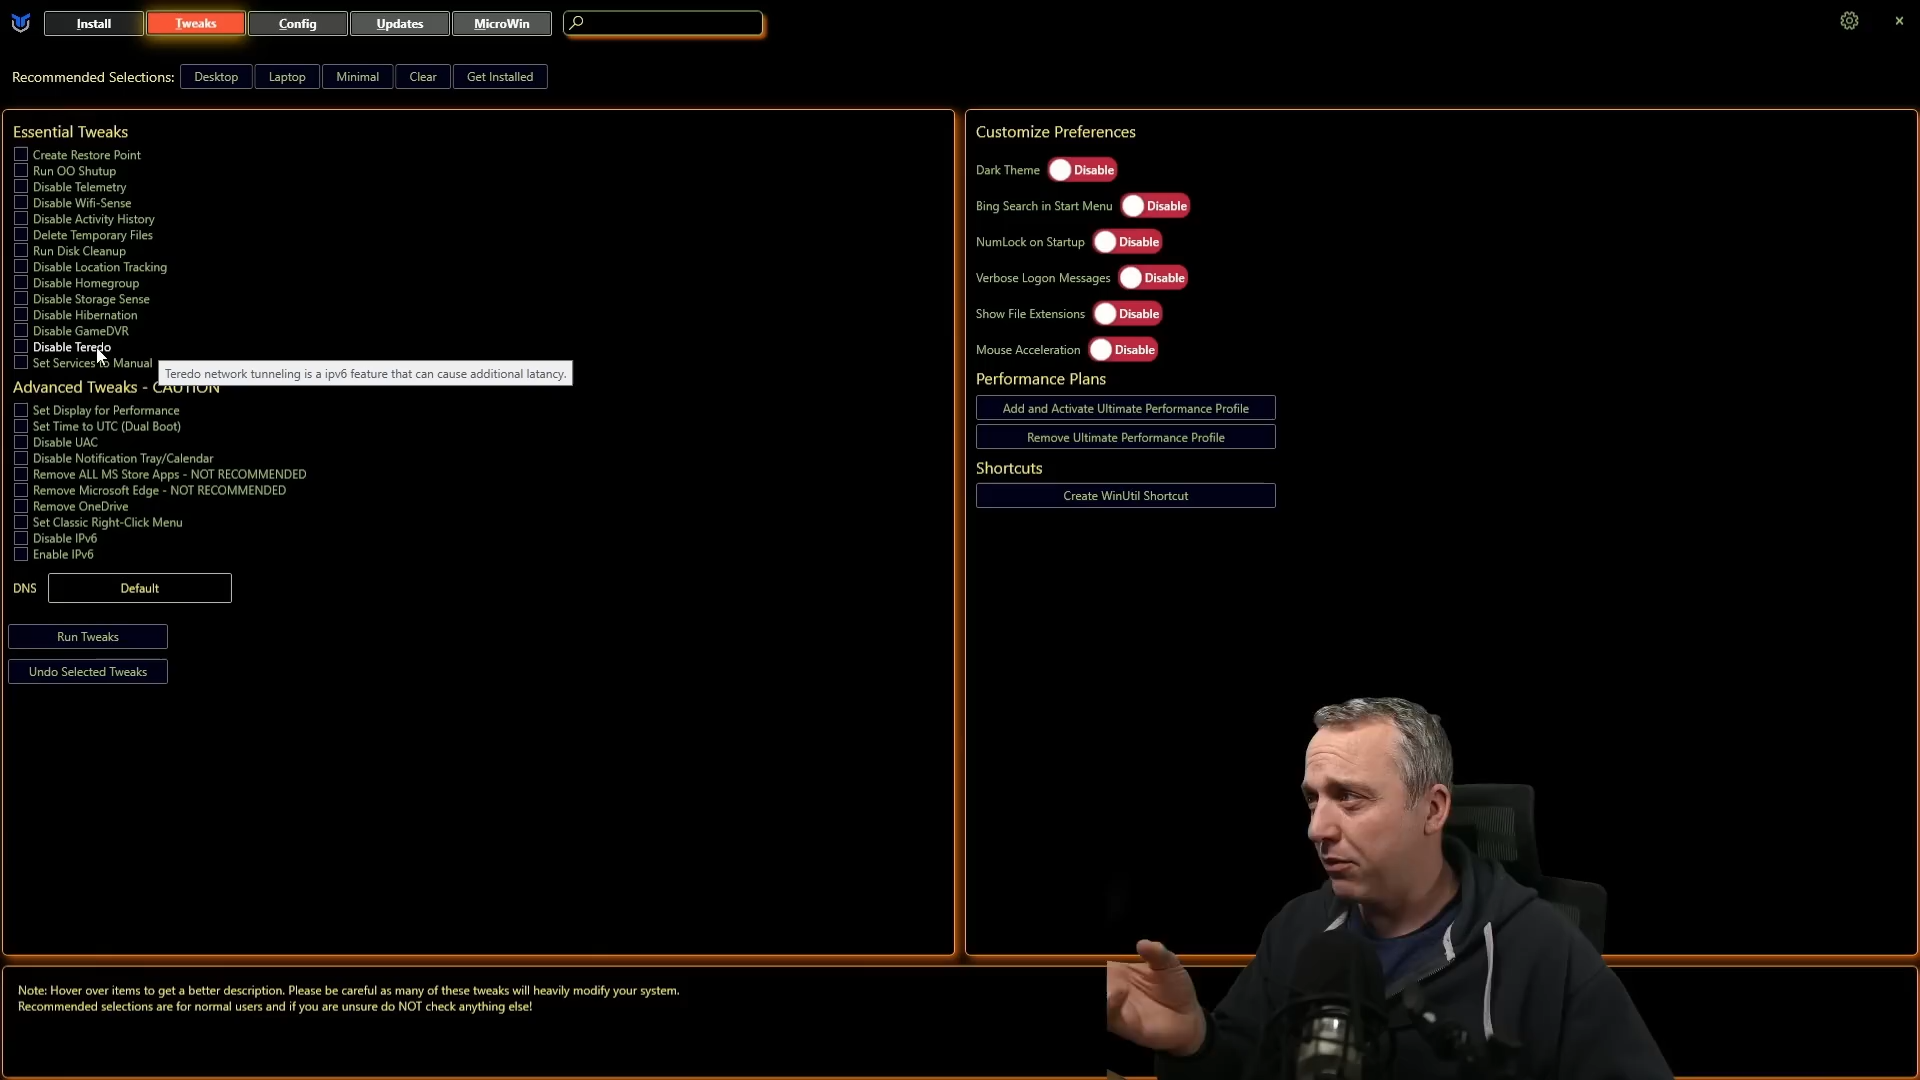 Install
Tweaks
Config
Updates
MicroWin
Recommended Selections:
Desktop
Laptop
Minimal
Clear
Get Installed
Essential Tweaks
Create Restore Point
Run OO Shutup
Disable Telemetry
Disable Wifi-Sense
Disable Activity History
Delete Temporary Files
Run Disk Cleanup
Disable Location Tracking
Disable Homegroup
Disable Storage Sense
Disable Hibernation
Disable GameDVR
Disable Teredo
Set Services to Manual
Teredo network tunneling is a ipv6 feature that can cause additional latancy.
Advanced Tweaks - CAUTION
Set Display for Performance
Set Time to UTC (Dual Boot)
Disable UAC
Disable Notification Tray/Calendar
Remove ALL MS Store Apps - NOT RECOMMENDED
Remove Microsoft Edge - NOT RECOMMENDED
Remove OneDrive
Set Classic Right-Click Menu
Disable IPv6
Enable IPv6
DNS
Default
Run Tweaks
Undo Selected Tweaks
Customize Preferences
Dark Theme Disable
Bing Search in Start Menu Disable
NumLock on Startup Disable
Verbose Logon Messages Disable
Show File Extensions Disable
Mouse Acceleration Disable
Performance Plans
Add and Activate Ultimate Performance Profile
Remove Ultimate Performance Profile
Shortcuts
Create WinUtil Shortcut
Note: Hover over items to get a better description. Please be careful as many of these tweaks will heavily modify your system.
Recommended selections are for normal users and if you are unsure do NOT check anything else!